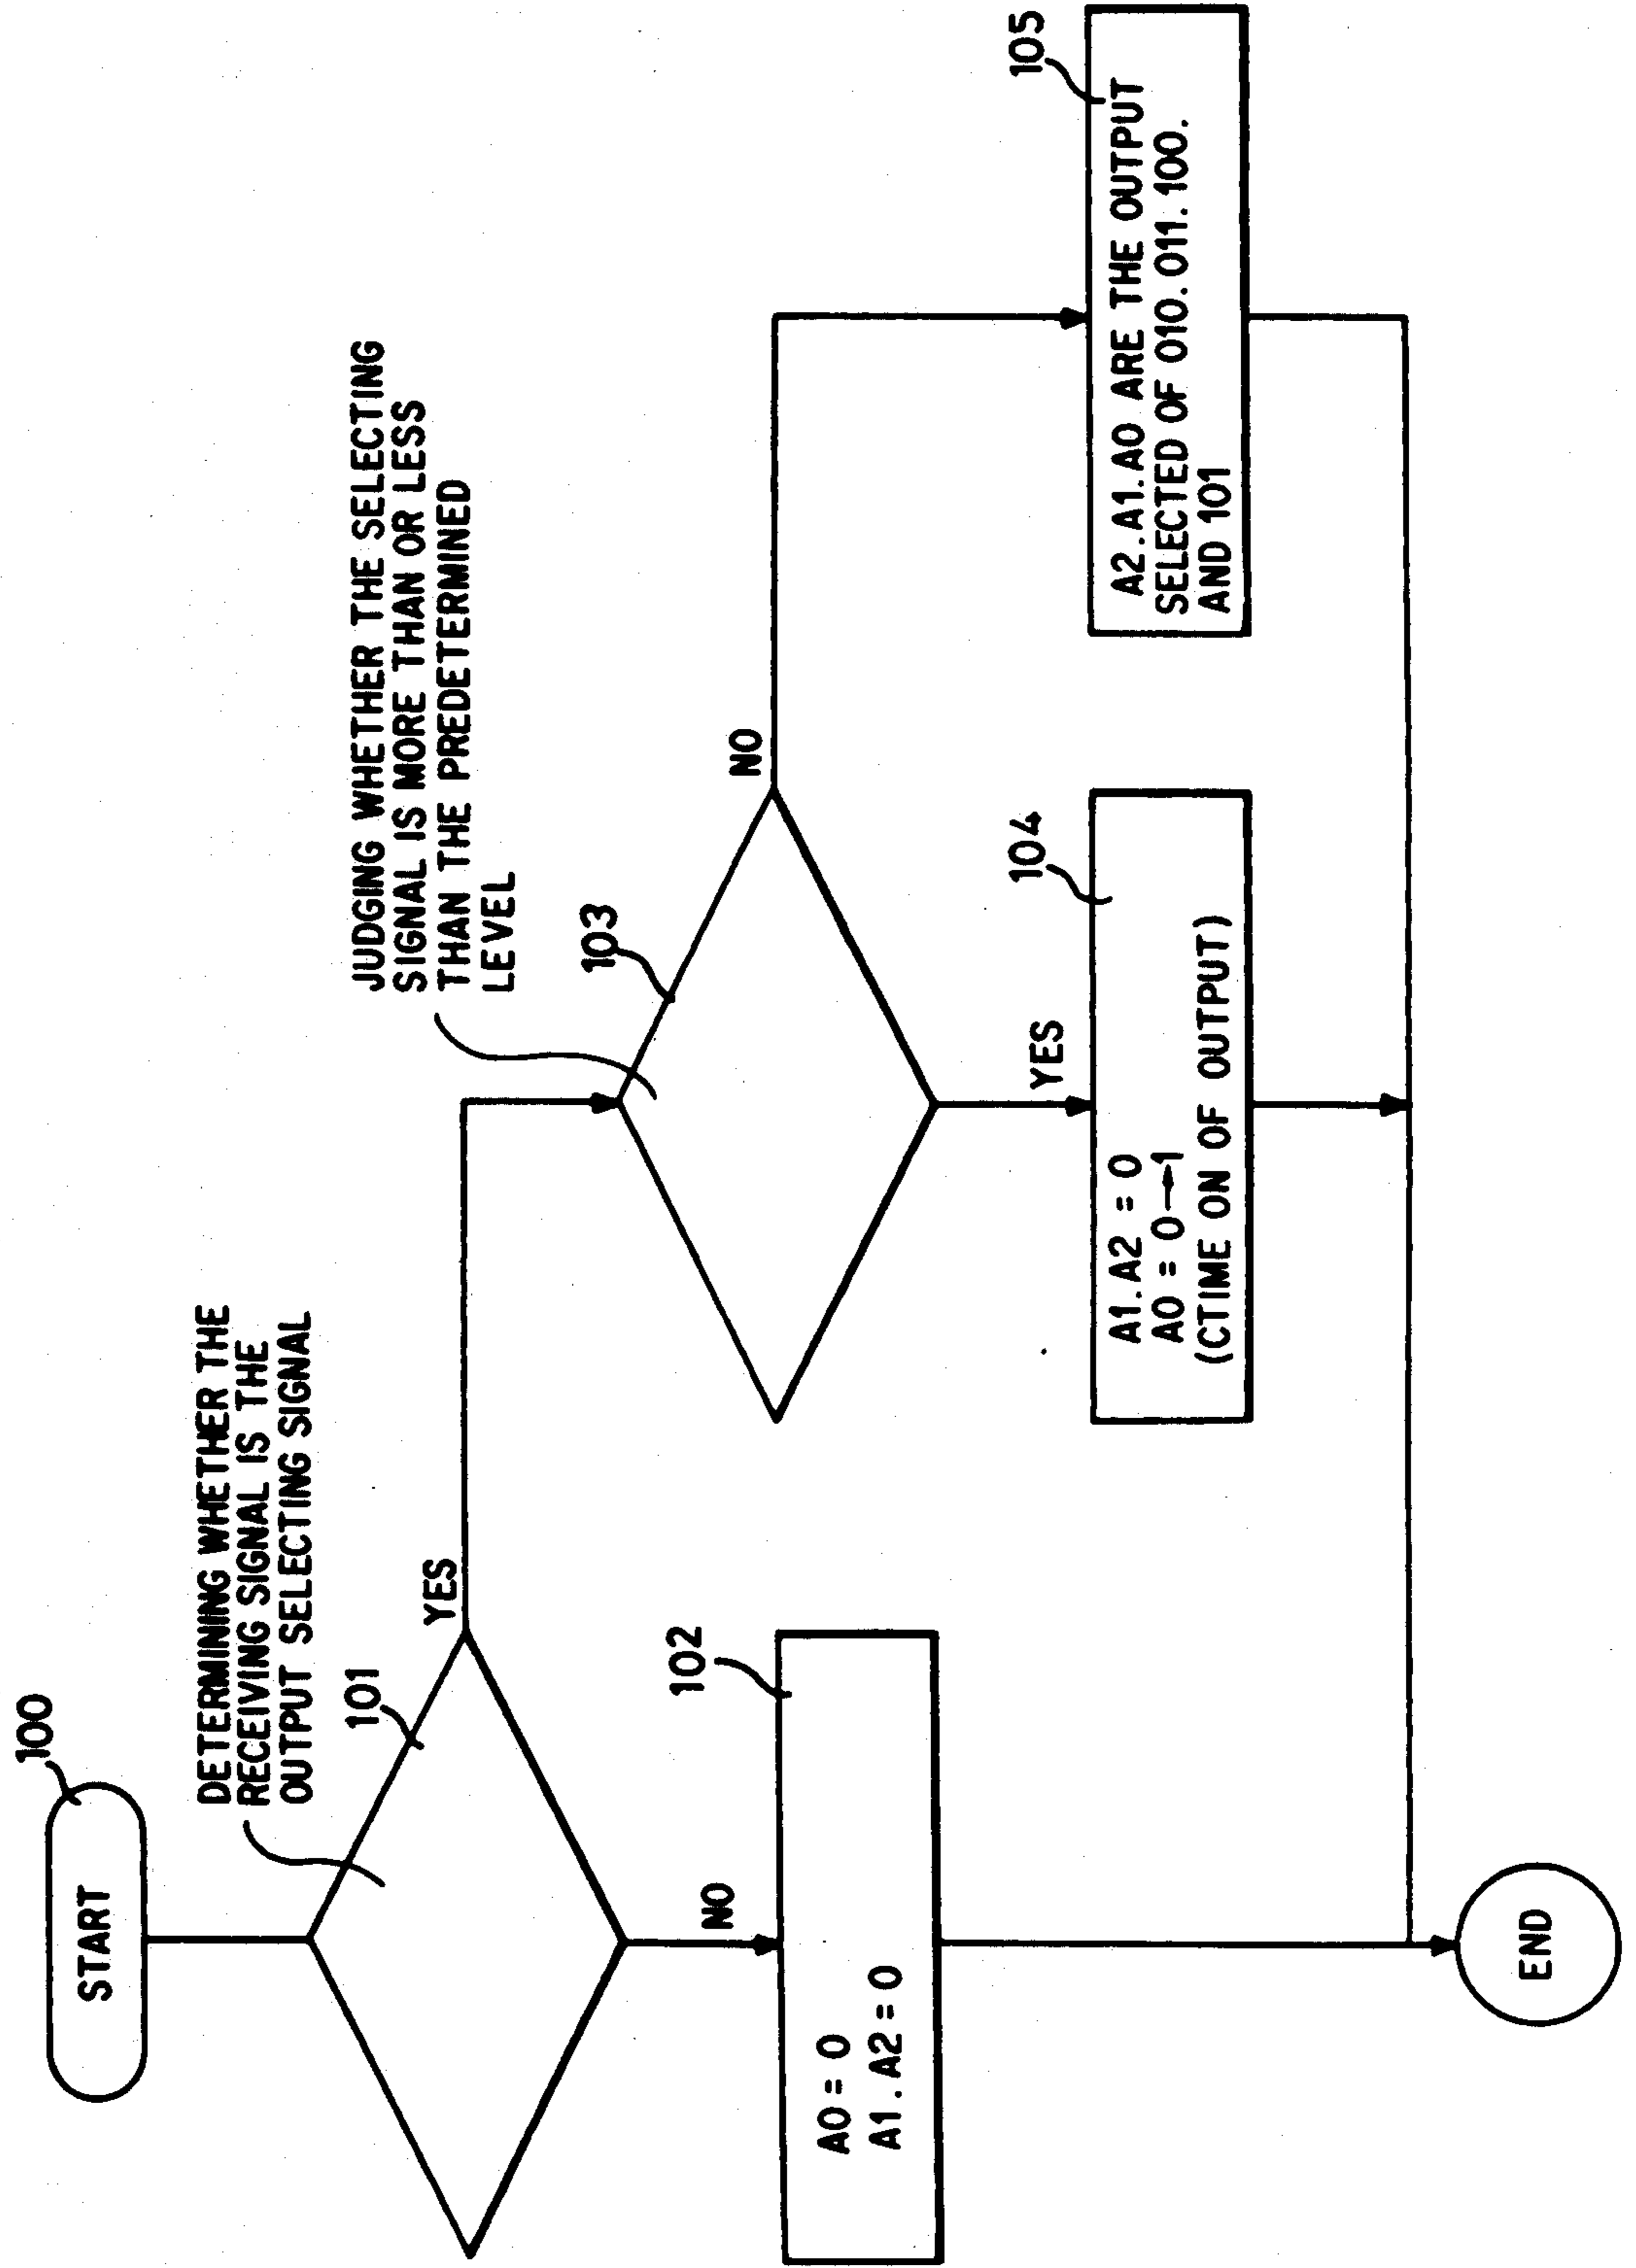 100
START
DETERMINING WHETHER THE
RECEIVING SIGNAL IS THE
OUTPUT SELECTING SIGNAL
101
YES
NO
102
A0 = 0
A1.A2 = 0
JUDGING WHETHER THE SELECTING
SIGNAL IS MORE THAN OR LESS
THAN THE PREDETERMINED
LEVEL
103
NO
YES
104
A1.A2 = 0
A0 = 0→1
(CTIME ON OF OUTPUT)
105
A2.A1.A0 ARE THE OUTPUT
SELECTED OF 010.011.100.
AND 101
END